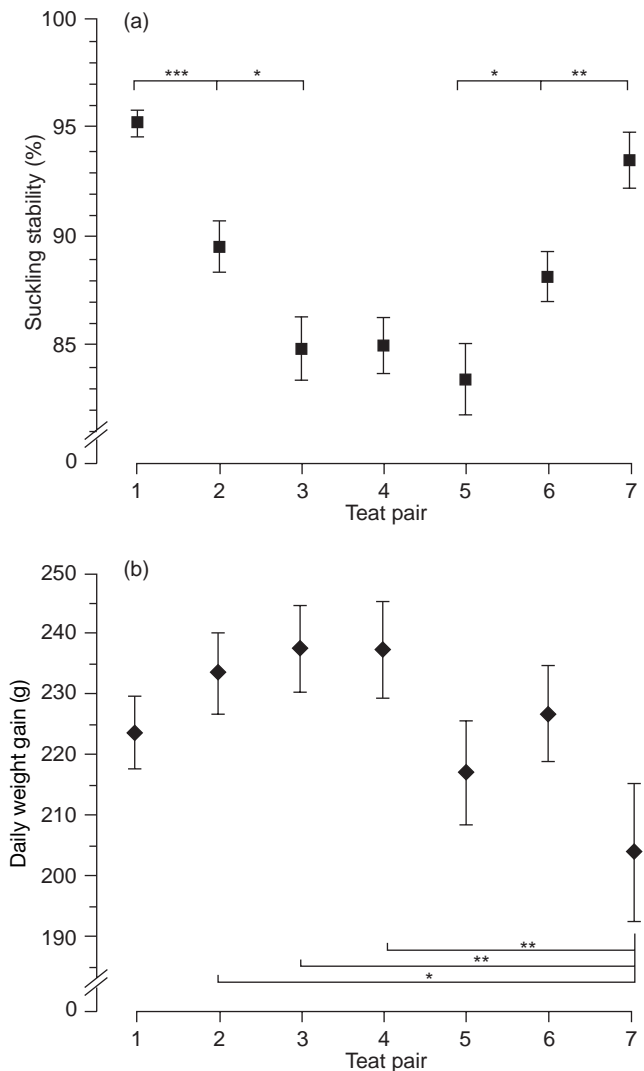 (a)
100
95
90
85
0
Suckling stability (%)
*** * * **
1 2 3 4 5 6 7
Teat pair
(b)
250
240
230
220
210
200
190
0
Daily weight gain (g)
**
**
*
1 2 3 4 5 6 7
Teat pair